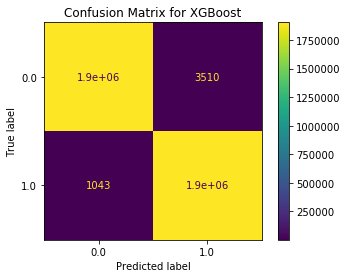 Confusion Matrix for XGBoost
True label
0.0
1.0
1.9e+06
3510
1043
1.9e+06
0.0
1.0
Predicted label
1750000
1500000
1250000
1000000
750000
500000
250000